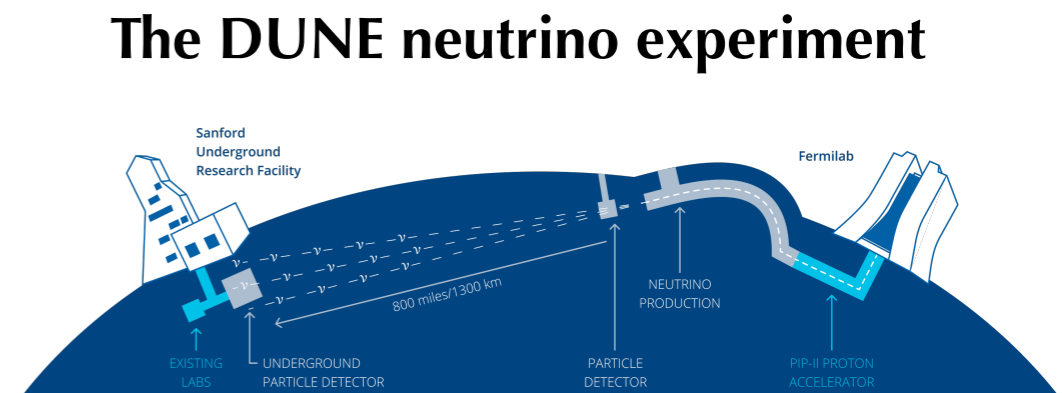 The DUNE neutrino experiment
Sanford
Underground
Research Facility
Fermilab
ν ν ν
ν ν ν
ν ν ν
800 miles/1300 km
NEUTRINO
PRODUCTION
EXISTING
LABS
UNDERGROUND
PARTICLE DETECTOR
PARTICLE
DETECTOR
PIP-II PROTON
ACCELERATOR